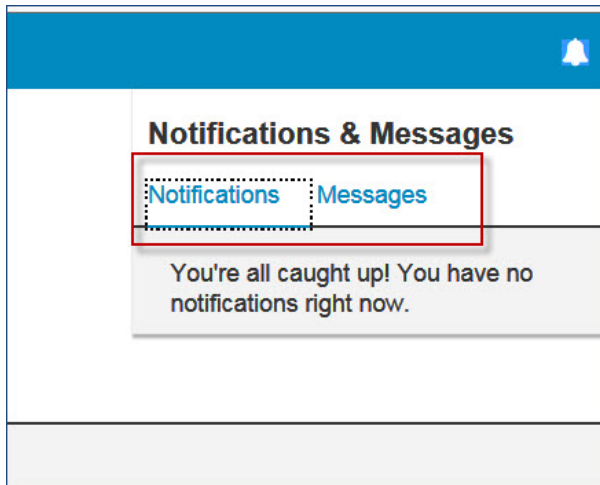 Notifications & Messages
Notifications Messages
You're all caught up! You have no
notifications right now.